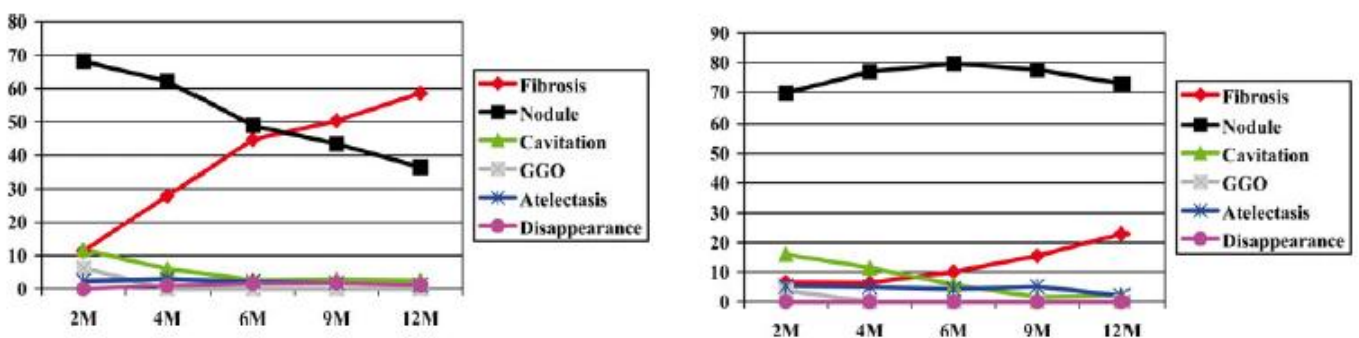 80
70
60
50
40
30
20
10
0
2M 4M 6M 9M 12M
Fibrosis
Nodule
Cavitation
GGO
Atelectasis
Disappearance
90
80
70
60
50
40
30
20
10
0
2M 4M 6M 9M 12M
Fibrosis
Nodule
Cavitation
GGO
Atelectasis
Disappearance